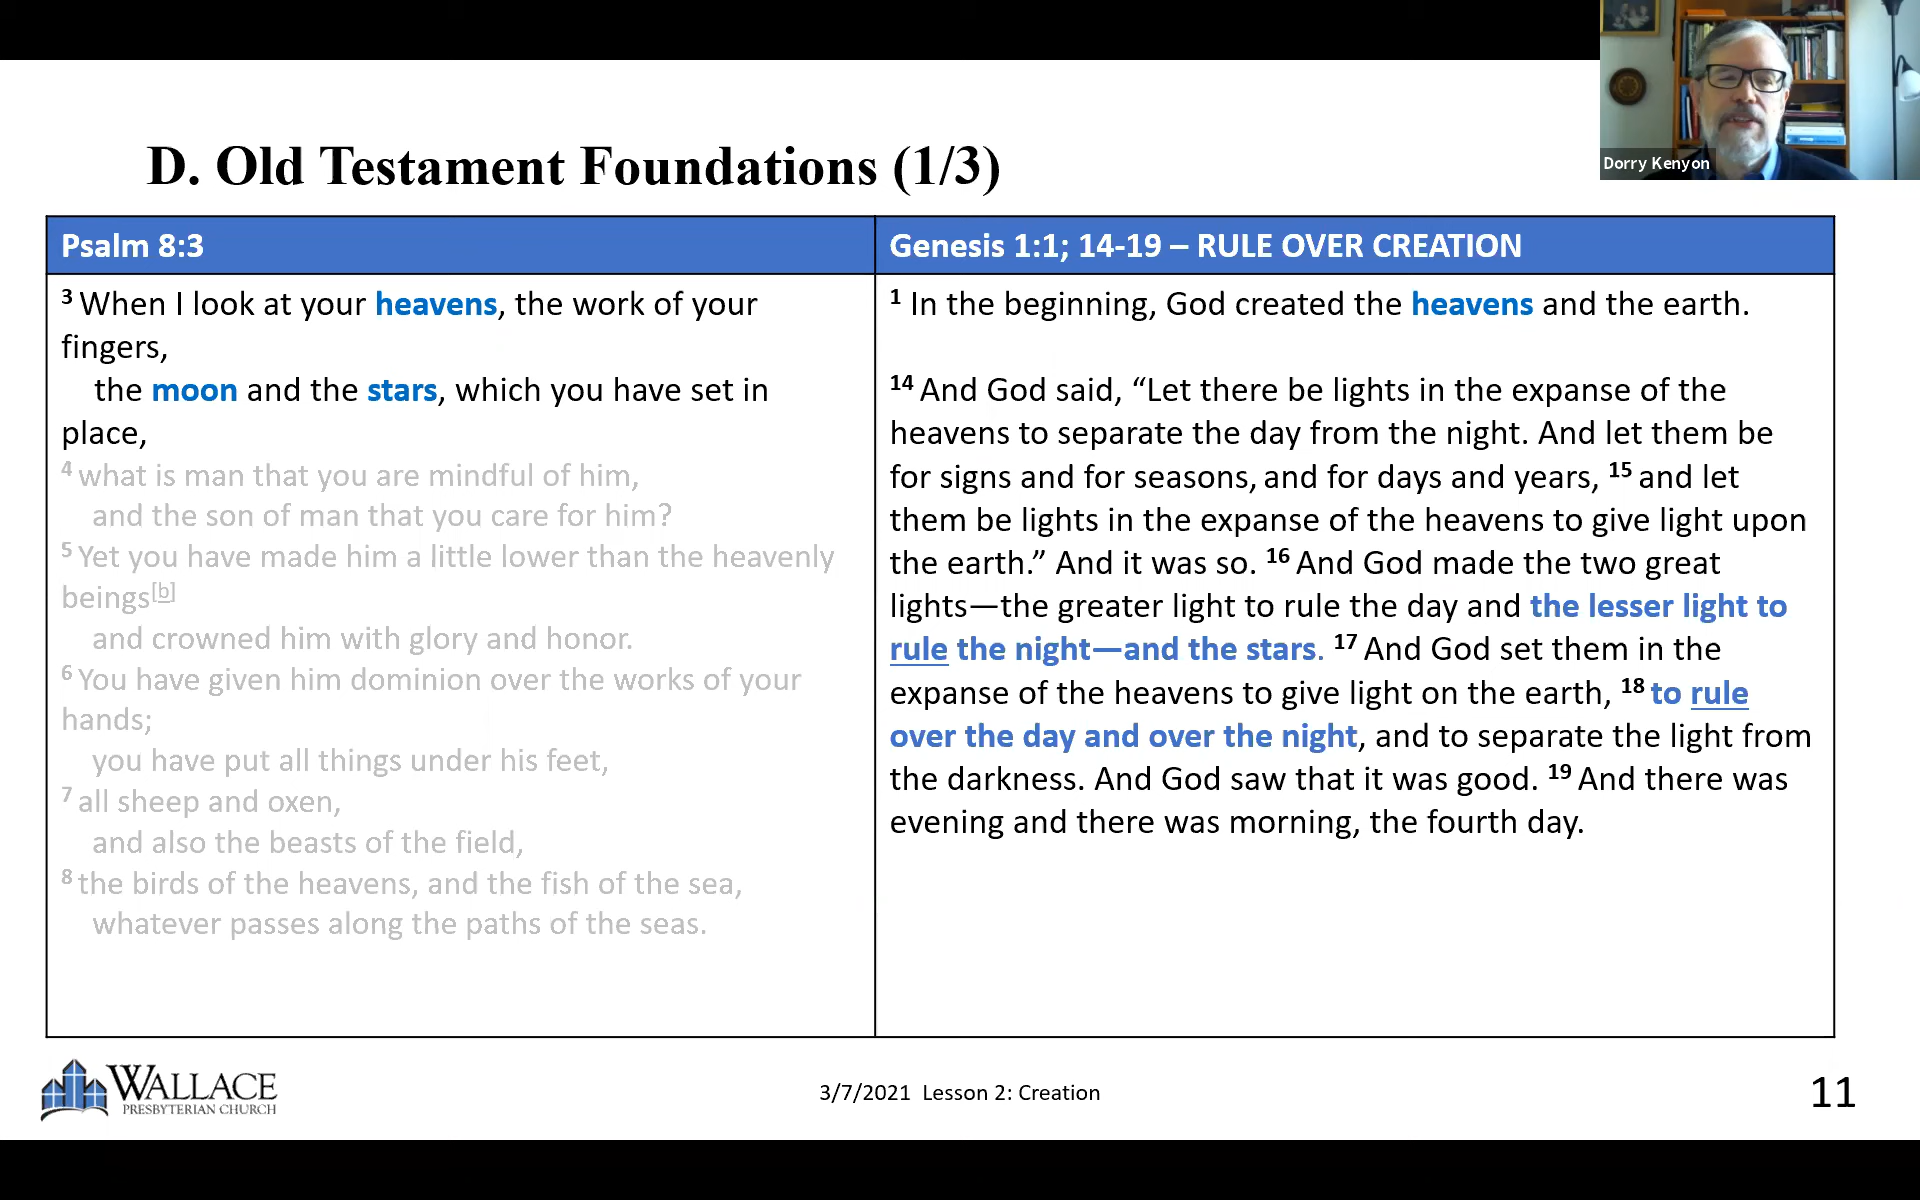 Dorry Kenyon
D. Old Testament Foundations (1/3)
Psalm 8:3
3 When I look at your heavens, the work of your
fingers,
the moon and the stars, which you have set in
place,
4 what is man that you are mindful of him,
and the son of man that you care for him?
5 Yet you have made him a little lower than the heavenly
beings[b]
and crowned him with glory and honor.
6 You have given him dominion over the works of your
hands;
you have put all things under his feet,
7 all sheep and oxen,
and also the beasts of the field,
8 the birds of the heavens, and the fish of the sea,
whatever passes along the paths of the seas.
Genesis 1:1; 14-19 – RULE OVER CREATION
1 In the beginning, God created the heavens and the earth.
14 And God said, “Let there be lights in the expanse of the
heavens to separate the day from the night. And let them be
for signs and for seasons, and for days and years, 15 and let
them be lights in the expanse of the heavens to give light upon
the earth.” And it was so. 16 And God made the two great
lights—the greater light to rule the day and the lesser light to
rule the night—and the stars. 17 And God set them in the
expanse of the heavens to give light on the earth, 18 to rule
over the day and over the night, and to separate the light from
the darkness. And God saw that it was good. 19 And there was
evening and there was morning, the fourth day.
WALLACE
PRESBYTERIAN CHURCH
3/7/2021 Lesson 2: Creation
11